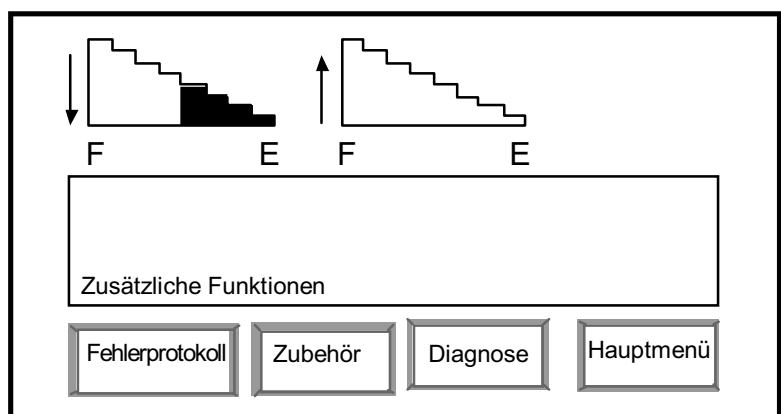 F E F E
Zusätzliche Funktionen
Fehlerprotokoll Zubehör Diagnose Hauptmenü